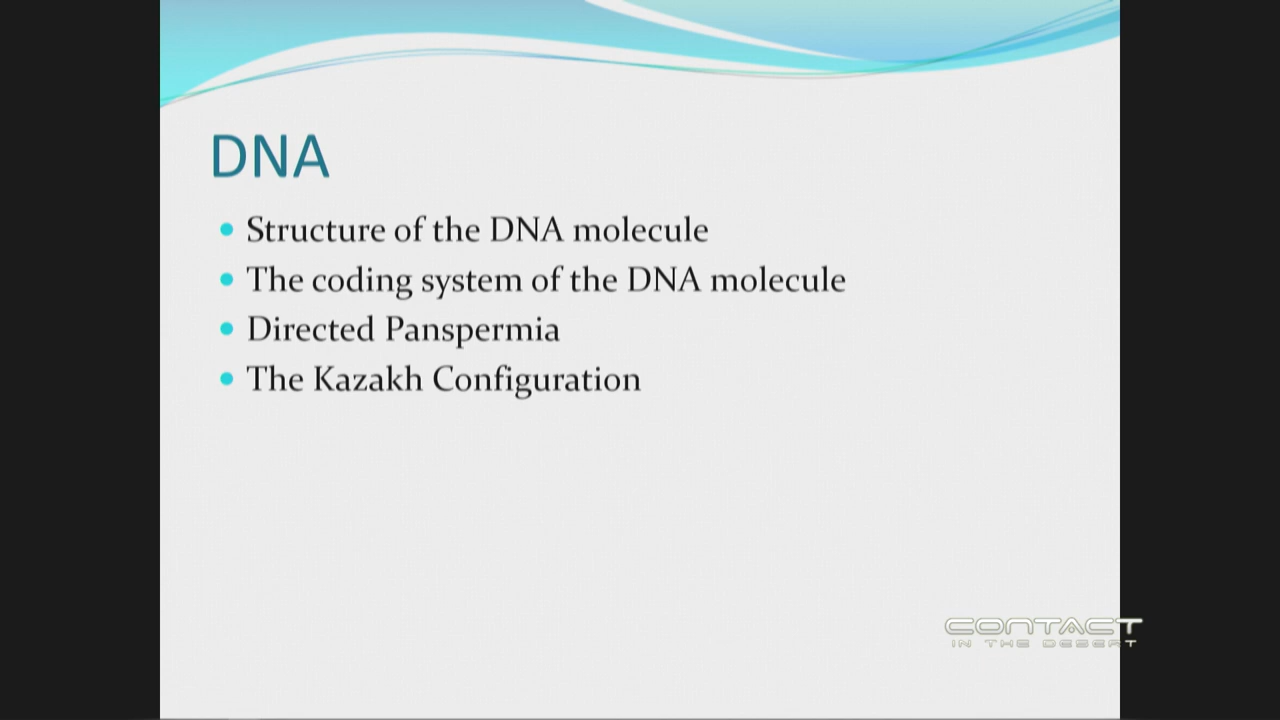 DNA
Structure of the DNA molecule
The coding system of the DNA molecule
Directed Panspermia
The Kazakh Configuration
CONTACT
IN THE DESERT